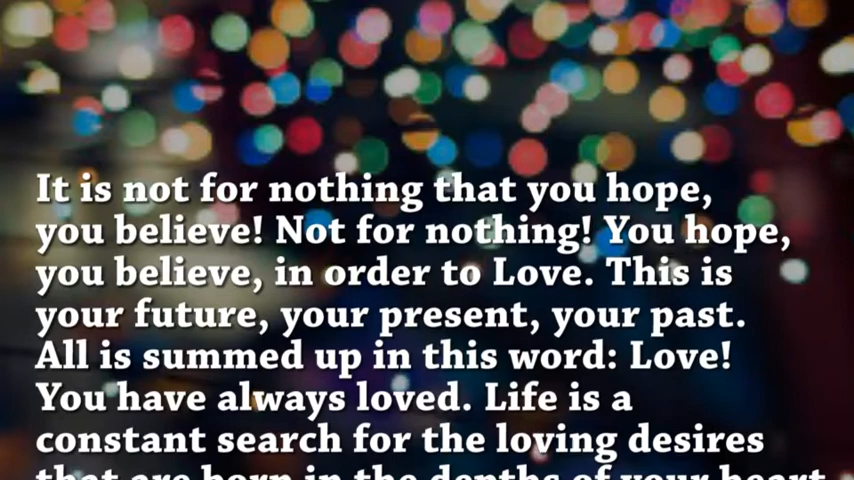 It is not for nothing that you hope,
you believe! Not for nothing! You hope,
you believe, in order to Love. This is
your future, your present, your past.
All is summed up in this word: Love!
You have always loved. Life is a
constant search for the loving desires
that are born in the depths of your heart